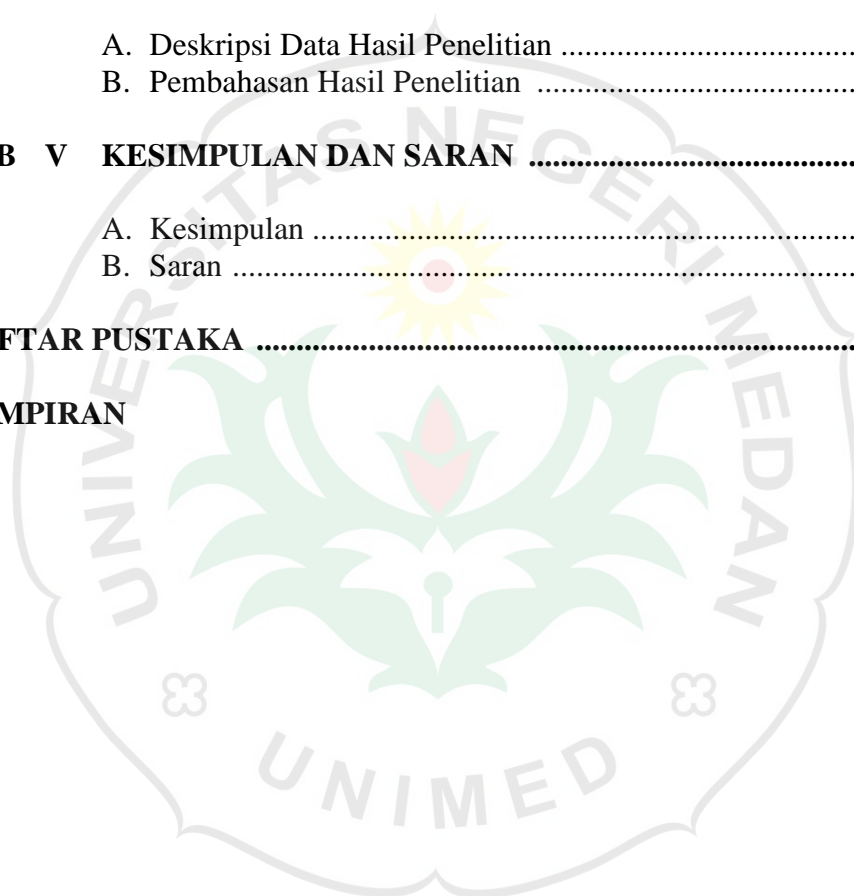 A. Deskripsi Data Hasil Penelitian ........................................
B. Pembahasan Hasil Penelitian ........................................
B V KESIMPULAN DAN SARAN ........................................
A. Kesimpulan ........................................
B. Saran ........................................
FTAR PUSTAKA ........................................
MPIRAN
UNIVERSITAS NEGERI MEDAN
UNIMED